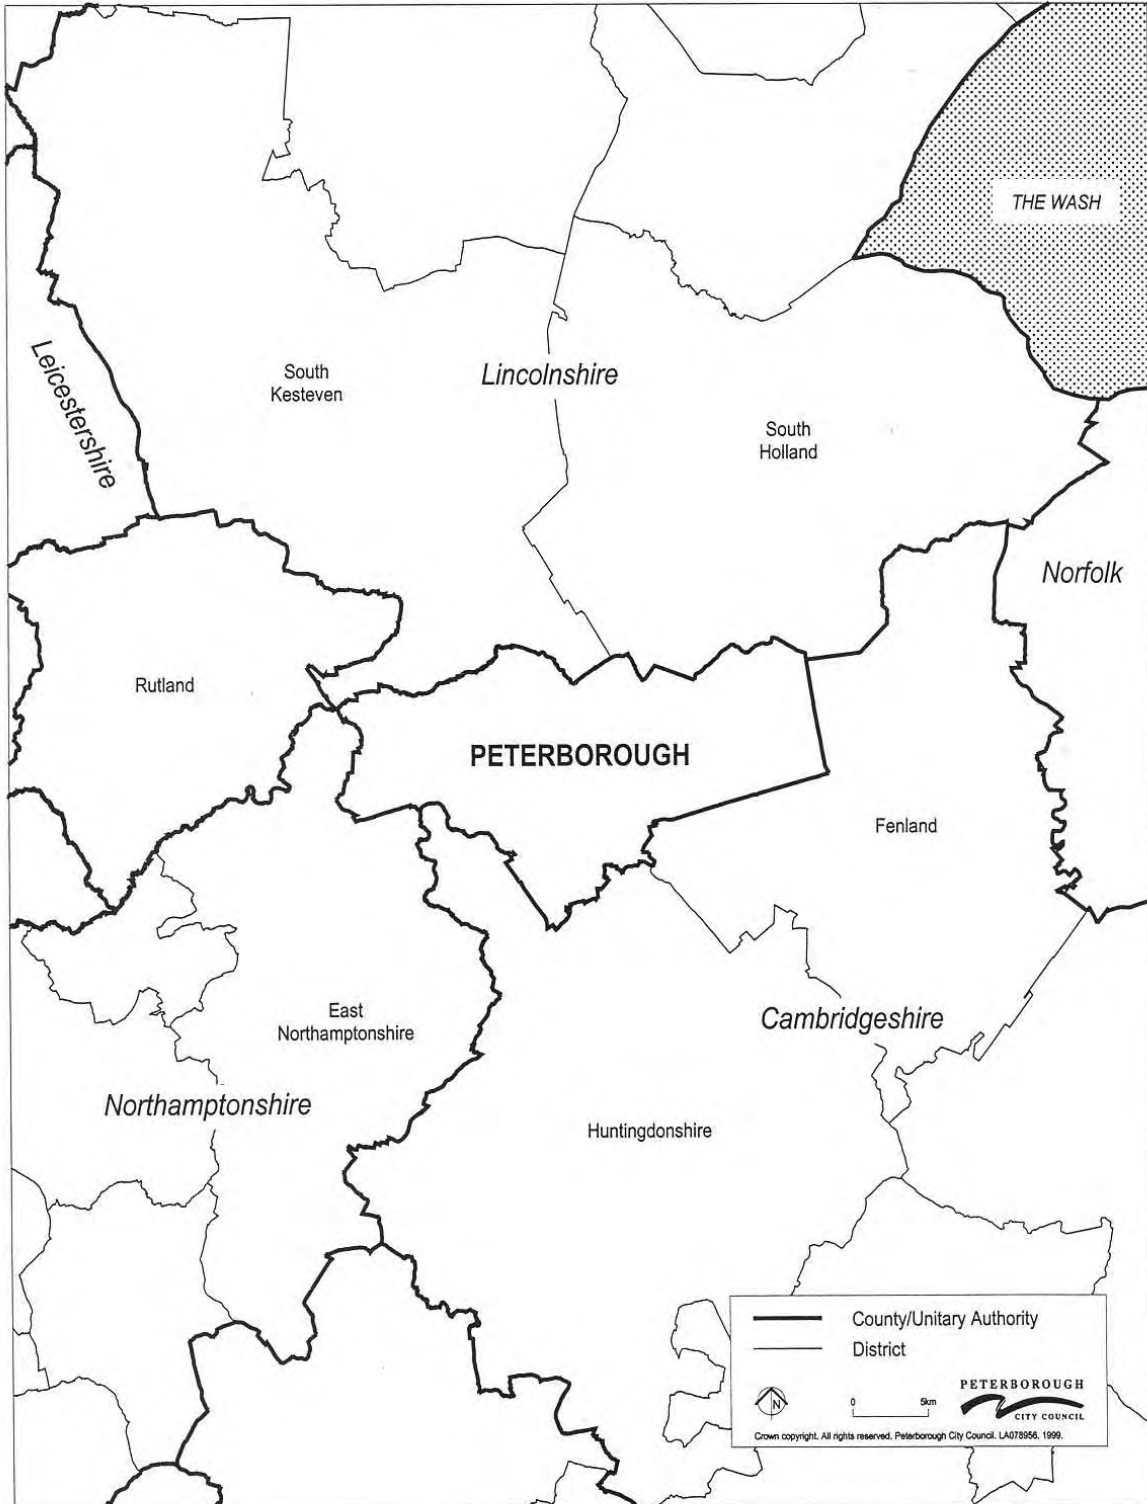 THE WASH
Leicestershire
South
Kesteven
Lincolnshire
South
Holland
Norfolk
Rutland
PETERBOROUGH
Fenland
East
Northamptonshire
Cambridgeshire
Northamptonshire
Huntingdonshire
County/Unitary Authority
District
N
0 5km
PETERBOROUGH
CITY COUNCIL
Crown copyright. All rights reserved. Peterborough City Council. LA078956, 1999.